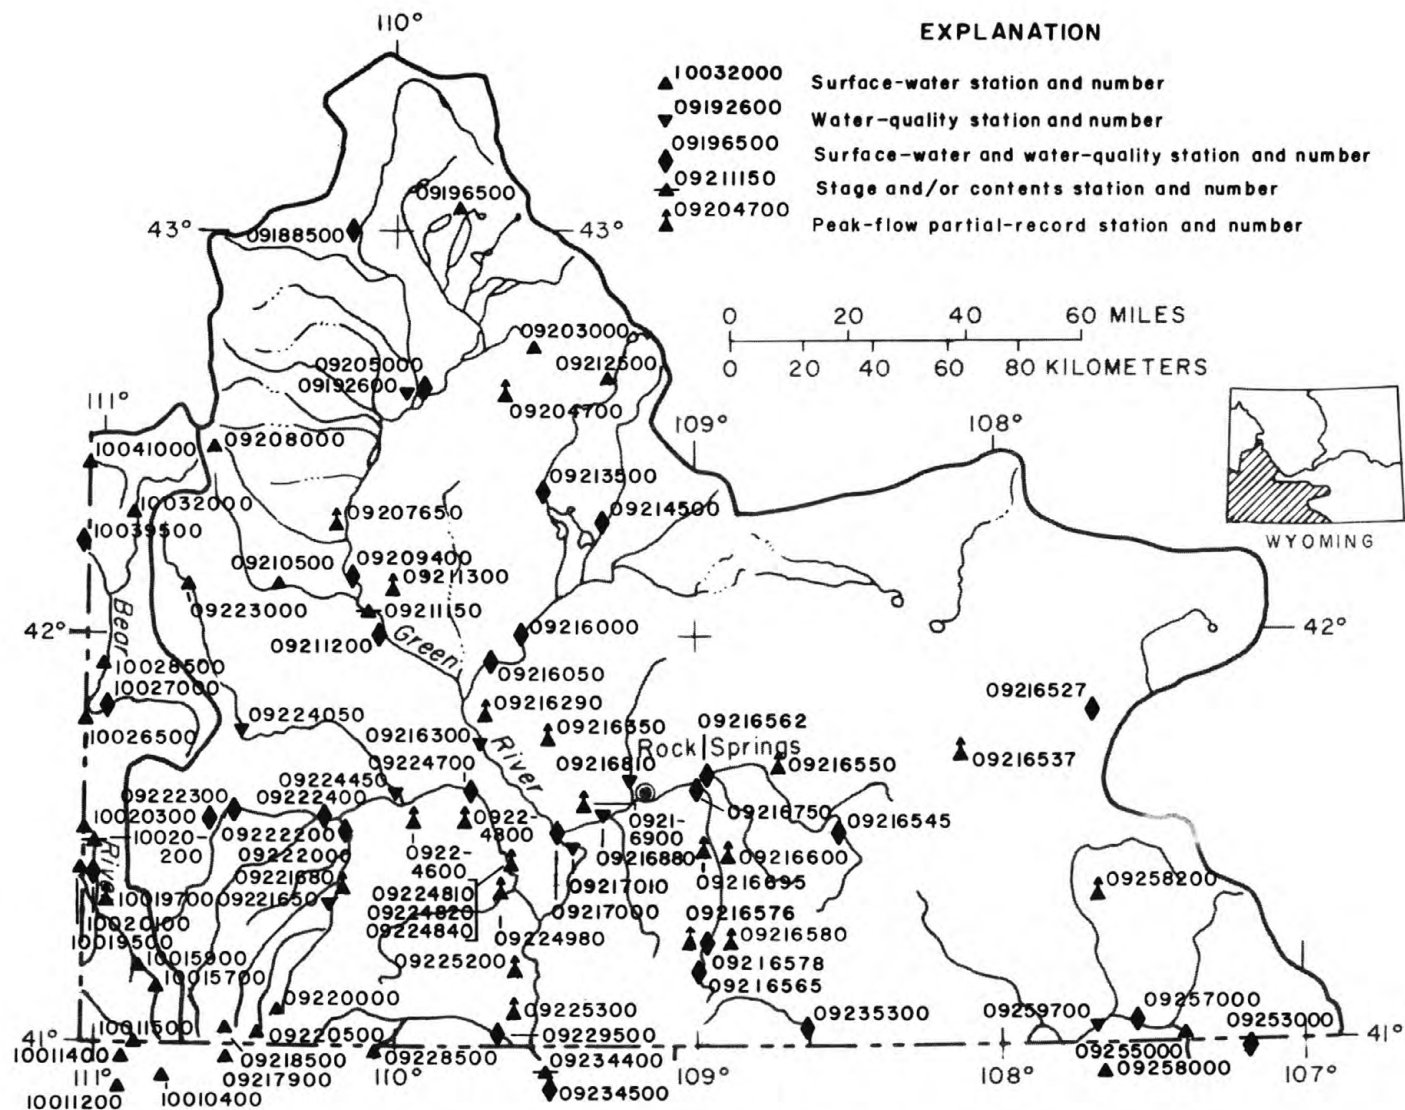 110°
EXPLANATION
10032000 Surface-water station and number
09192600 Water-quality station and number
09196500 Surface-water and water-quality station and number
09211150 Stage and/or contents station and number
09204700 Peak-flow partial-record station and number
09196500
43° 09188500 43°
0 20 40 60 MILES
0 20 40 60 80 KILOMETERS
09203000
09205000 09212500
09192600
09204700
111° 109° 108°
09208000
10041000
09213500
10032000 09207650 09214500
10039500
WYOMING
09210500 09209400
09211300
09223000 09211150
Bear
42° 09211200 Green 09216000 42°
10028500 09216050
10027000 09216527
09224050 09216290
10026500 09216300 09216350 09216562
River Rock Springs
09224700 09216810 09216550 09216537
09224450
09222300 09222400 09216750
10020300 0922-
4800 0921-
6900 09216545
10020-
200 09222200
09222000 0922-
4600 09216880 09216600
River 09221680 09216695
10019700 09221650 09224810 09217010 09258200
10020100 09224820 09217000 09216576
10019500 09224840 09224980 09216580
10015900 09225200 09216578
10015700 09216565
09220000 09225300 09235300 09259700 09257000
41° 10011500 09220500 09229500 09253000 41°
10011400 09218500 09228500 09234400 09255000
111° 09217900 110° 109° 108° 09258000 107°
10011200 10010400 09234500